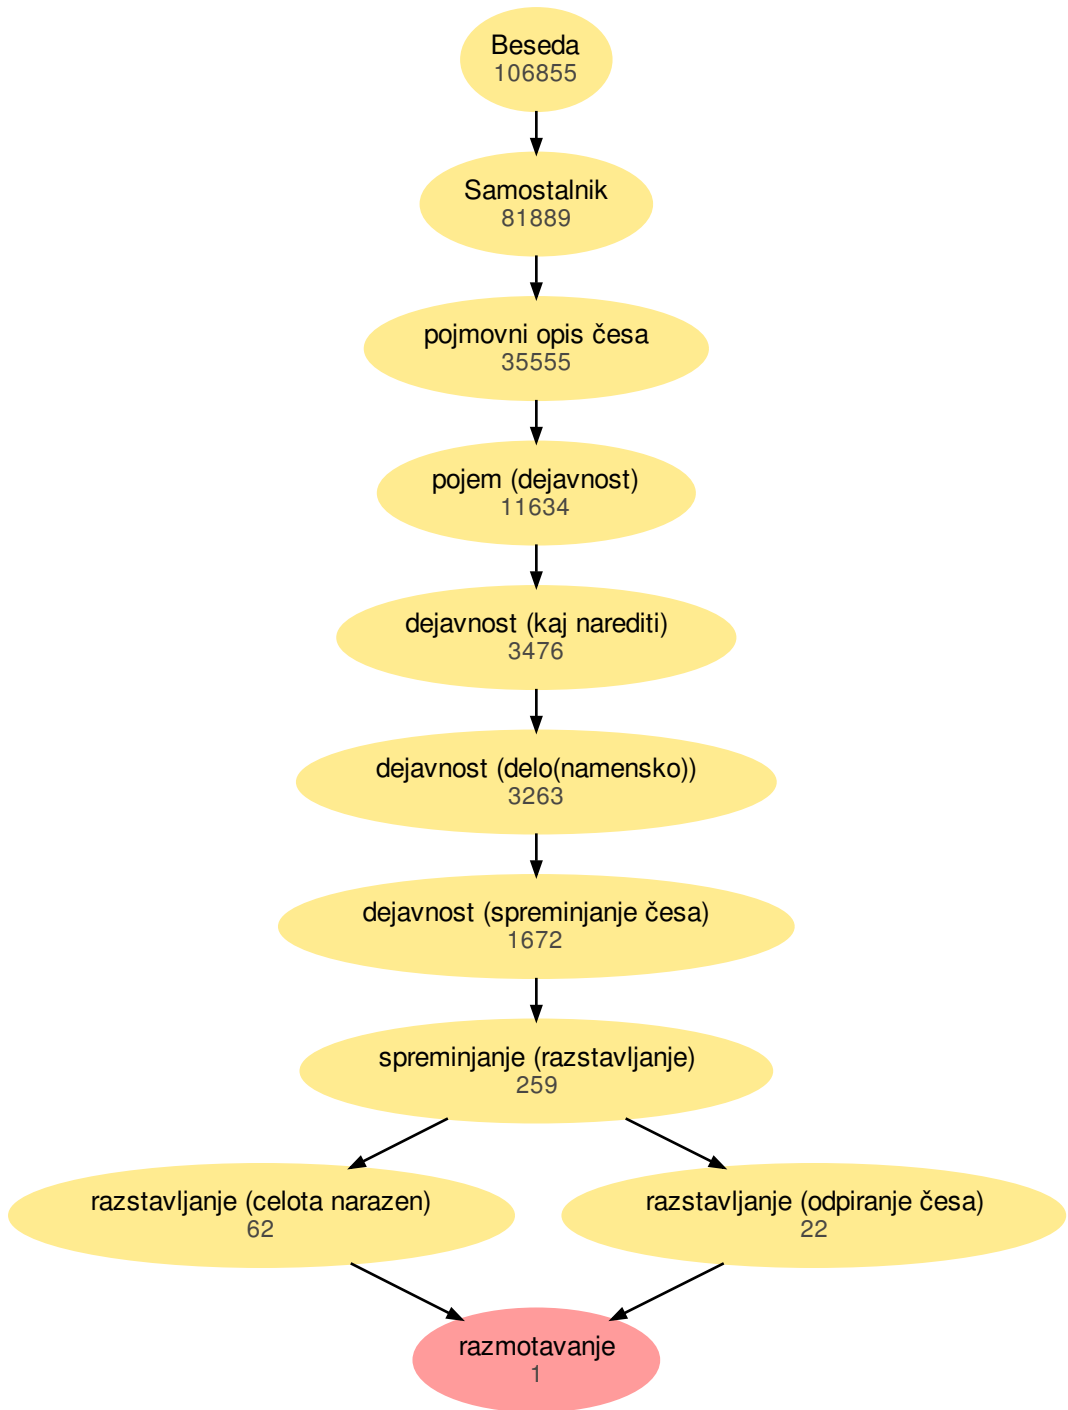 Beseda
106855
Samostalnik
81889
pojmovni opis česa
35555
pojem (dejavnost)
11634
dejavnost (kaj narediti)
3476
dejavnost (delo(namensko))
3263
dejavnost (spreminjanje česa)
1672
spreminjanje (razstavljanje)
259
razstavljanje (celota narazen)
62
razstavljanje (odpiranje česa)
22
razmotavanje
1